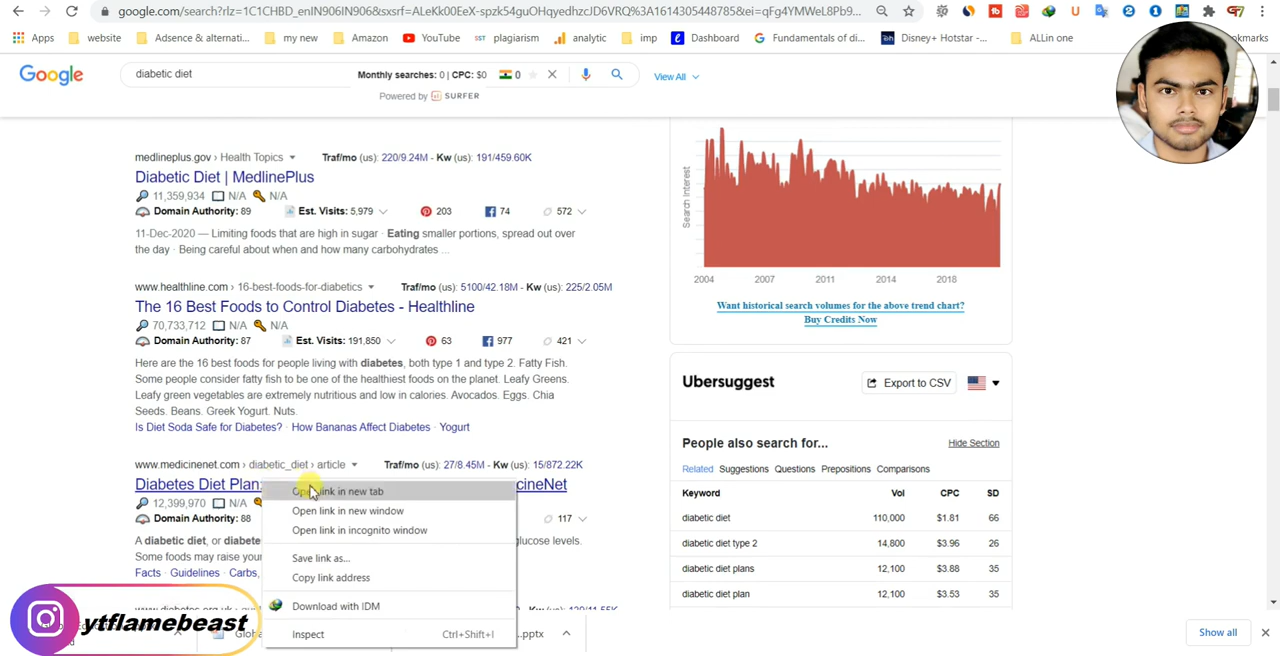 google.com/search?rlz=1C1CHBD_enIN906IN906&sxsrf=ALeKk00Eex-spzk54guOHqyedhzcJD6VRQ%3A1614305448785&ei=qFg4YMWeL8Pb9...
Apps website Adsence & alternati... my new Amazon YouTube SST plagiarism analytic imp Dashboard Fundamentals of di... Disney+ Hotstar -... ALLin one
Google diabetic diet Monthly searches: 0 | CPC: $0 0 View All
Powered by SURFER
medlineplus.gov › Health Topics Traf/mo (us): 220/9.24M - Kw (us): 191/459.60K
Diabetic Diet | MedlinePlus
11,359,934 N/A N/A
Domain Authority: 89 Est. Visits: 5,979 203 74 572
11-Dec-2020 — Limiting foods that are high in sugar · Eating smaller portions, spread out over
the day · Being careful about when and how many carbohydrates ...
www.healthline.com › 16-best-foods-for-diabetics Traf/mo (us): 5100/42.18M - Kw (us): 225/2.05M
The 16 Best Foods to Control Diabetes - Healthline
70,733,712 N/A N/A
Domain Authority: 87 Est. Visits: 191,850 63 977 421
Here are the 16 best foods for people living with diabetes, both type 1 and type 2. Fatty Fish.
Some people consider fatty fish to be one of the healthiest foods on the planet. Leafy Greens.
Leafy green vegetables are extremely nutritious and low in calories. Avocados. Eggs. Chia
Seeds. Beans. Greek Yogurt. Nuts.
Is Diet Soda Safe for Diabetes? · How Bananas Affect Diabetes · Yogurt
www.medicinenet.com › diabetic_diet › article Traf/mo (us): 27/8.45M - Kw (us): 15/872.22K
Diabetes Diet Plan: cineNet
12,399,970 N/A
Domain Authority: 88 117
A diabetic diet, or diabete glucose levels.
Some foods may raise your
Facts · Guidelines · Carbs,
www.diabetes.org.uk
Open link in new tab
Open link in new window
Open link in incognito window
Save link as...
Copy link address
Download with IDM
Inspect Ctrl+Shift+I
Search Interest
2004 2007 2011 2014 2018
Want historical search volumes for the above trend chart?
Buy Credits Now
Ubersuggest Export to CSV
People also search for... Hide Section
Related Suggestions Questions Prepositions Comparisons
Keyword Vol CPC SD
diabetic diet 110,000 $1.81 66
diabetic diet type 2 14,800 $3.96 26
diabetic diet plans 12,100 $3.88 35
diabetic diet plan 12,100 $3.53 35
ytflamebeast
.pptx Show all